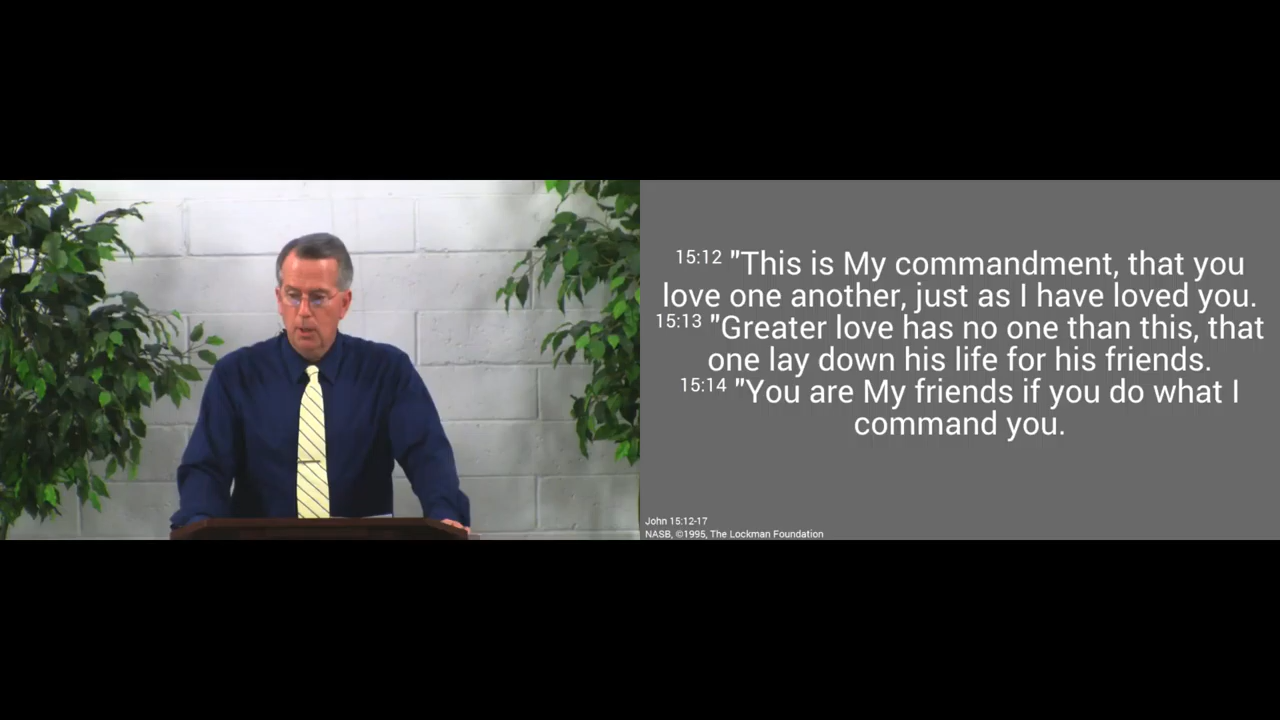 15:12 "This is My commandment, that you
love one another, just as I have loved you.
15:13 "Greater love has no one than this, that
one lay down his life for his friends.
15:14 "You are My friends if you do what I
command you.
John 15:12-17
NASB, ©1995, The Lockman Foundation